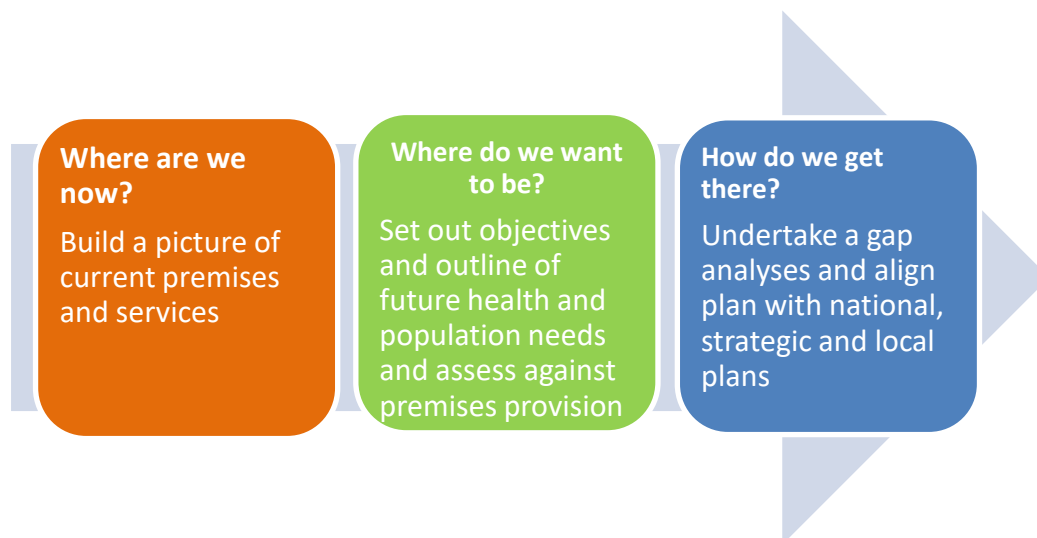 Where are we
now?
Build a picture of
current premises
and services
Where do we want
to be?
Set out objectives
and outline of
future health and
population needs
and assess against
premises provision
How do we get
there?
Undertake a gap
analyses and align
plan with national,
strategic and local
plans